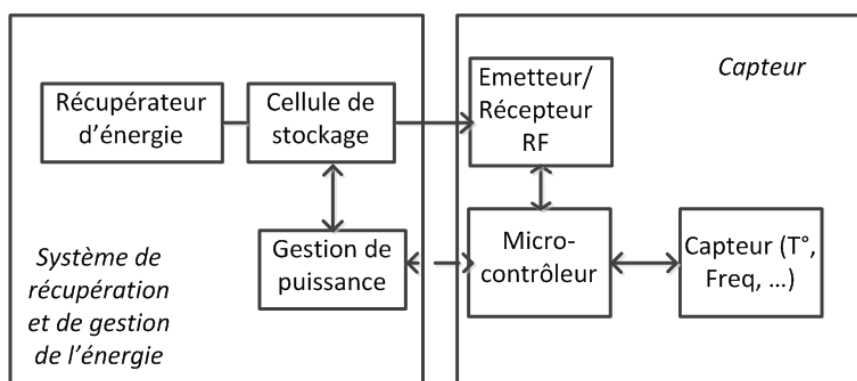 Récupérateur
d'énergie
Cellule de
stockage
Gestion de
puissance
Système de
récupération
et de gestion
de l'énergie
Emetteur/
Récepteur
RF
Capteur
Micro-
contrôleur
Capteur (T°,
Freq, ...)